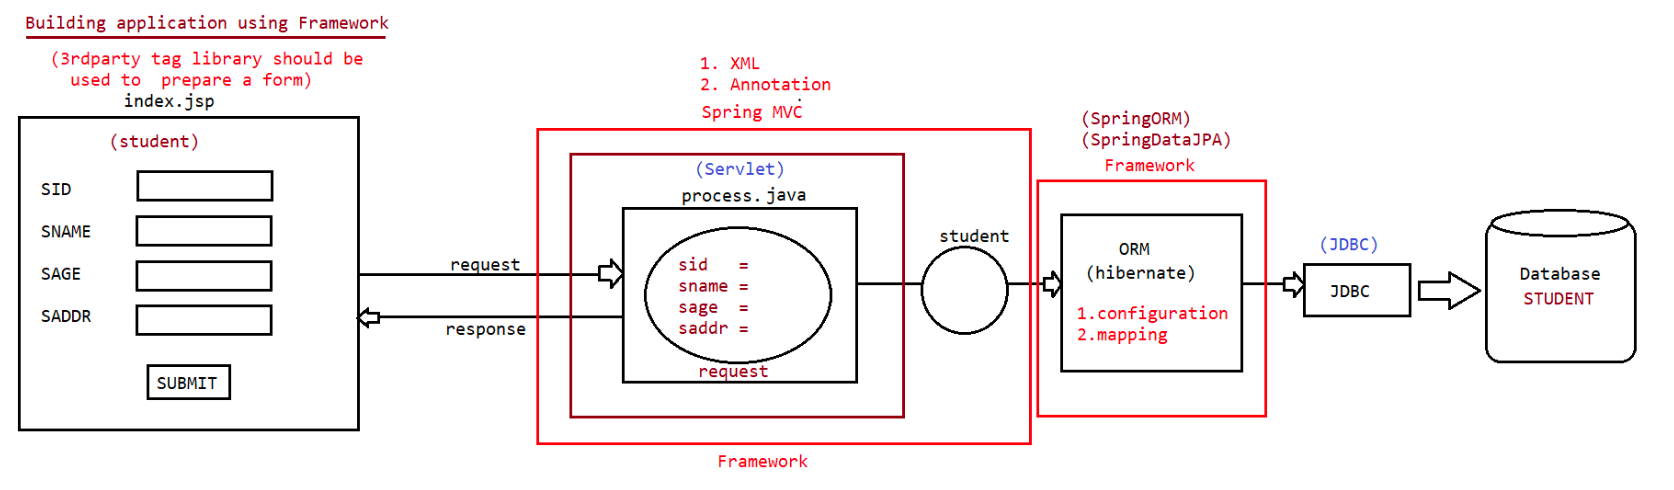 Building application using Framework
(3rdparty tag library should be
used to prepare a form)
index.jsp
(student)
SID
SNAME
SAGE
SADDR
SUBMIT
request
response
1. XML
2. Annotation
Spring MVC
(Servlet)
process.java
sid =
sname =
sage =
saddr =
request
Framework
student
(SpringORM)
(SpringDataJPA)
Framework
ORM
(hibernate)
1.configuration
2.mapping
(JDBC)
JDBC
Database
STUDENT